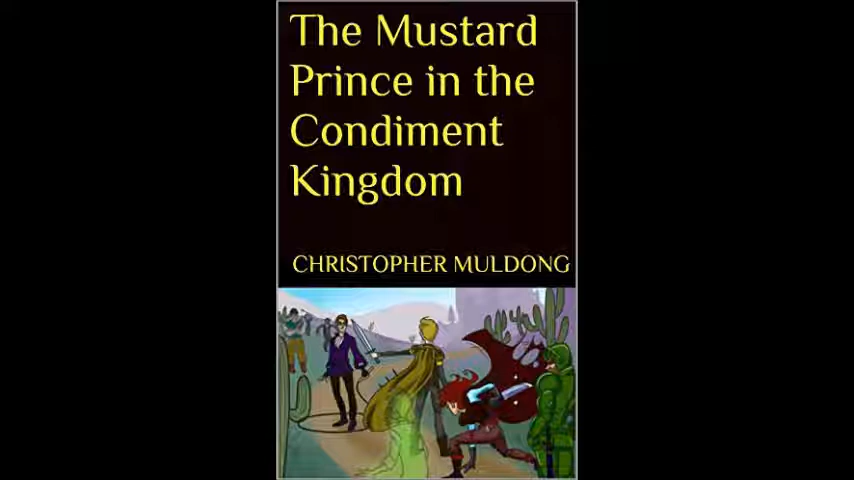 The Mustard
Prince in the
Condiment
Kingdom
CHRISTOPHER MULDONG